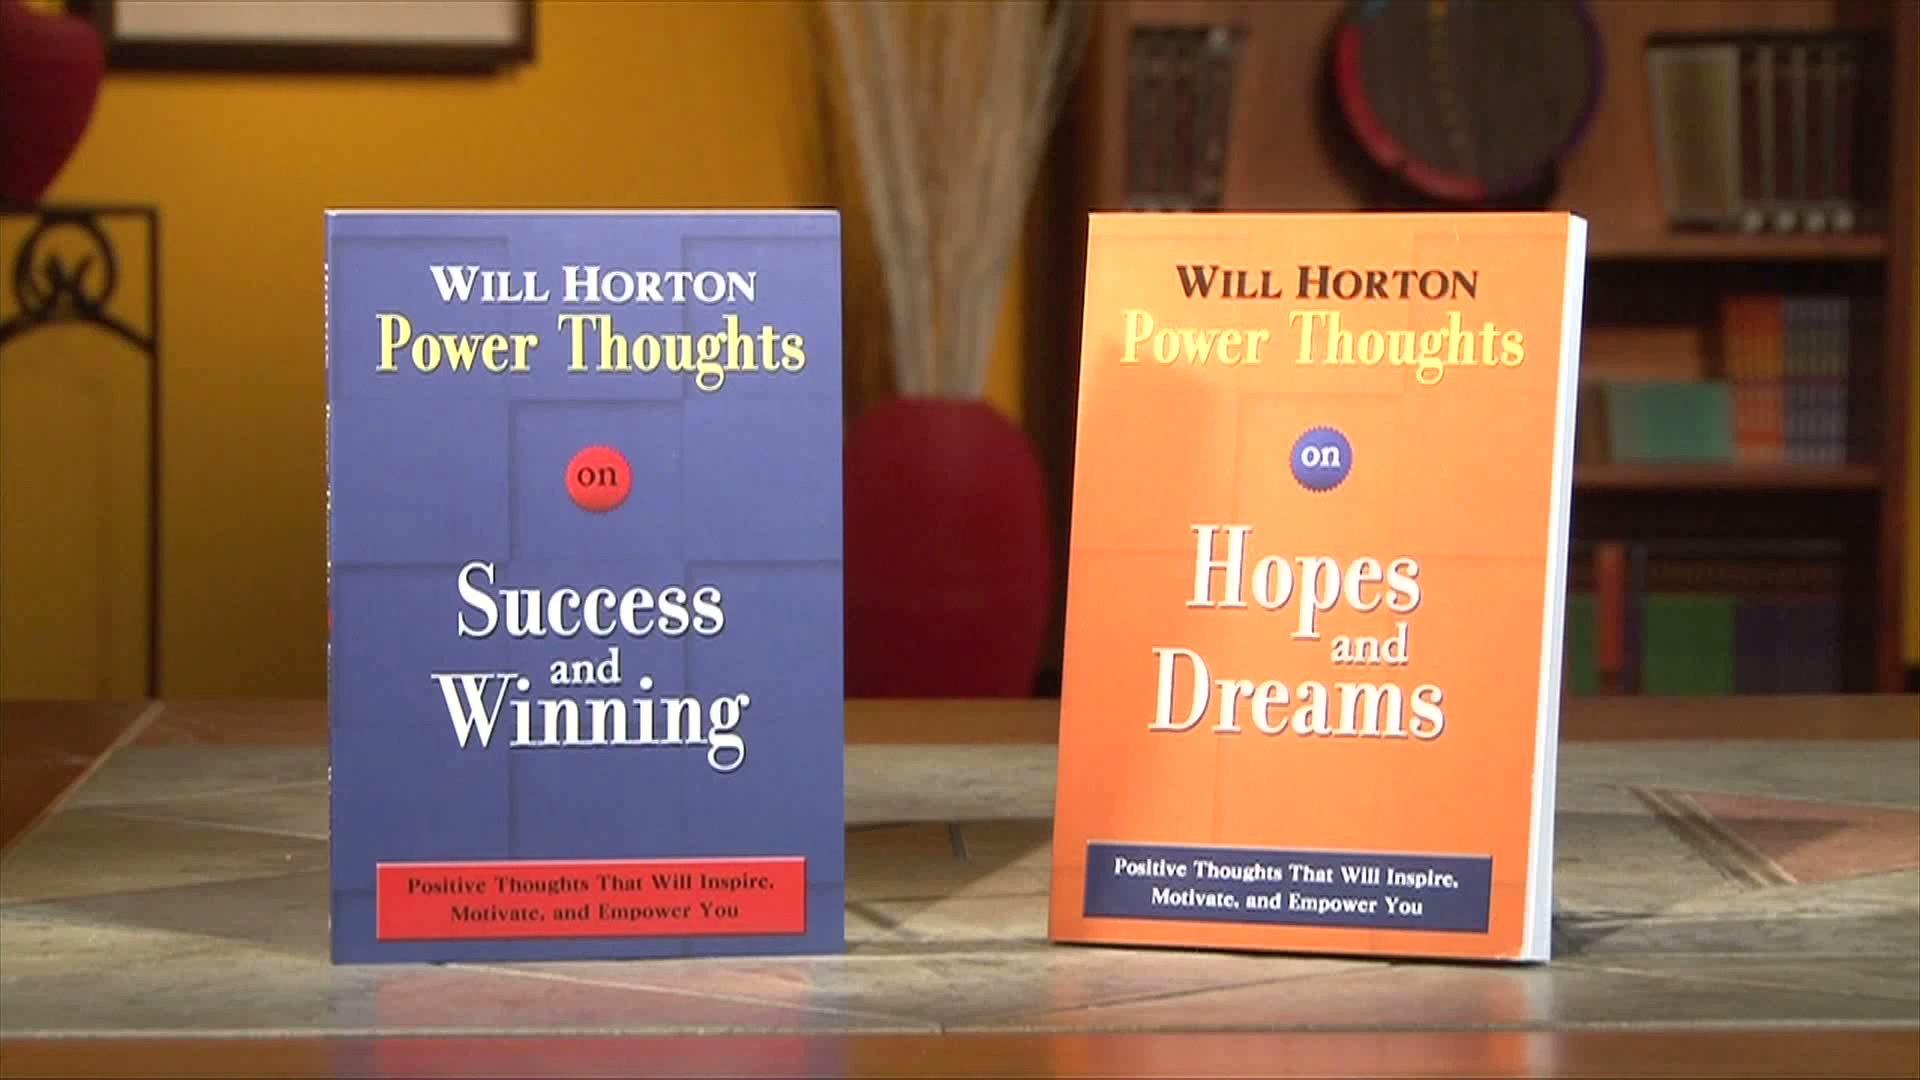 WILL HORTON
Power Thoughts
on
Success
and
Winning
Positive Thoughts That Will Inspire,
Motivate, and Empower You
WILL HORTON
Power Thoughts
on
Hopes
and
Dreams
Positive Thoughts That Will Inspire,
Motivate, and Empower You